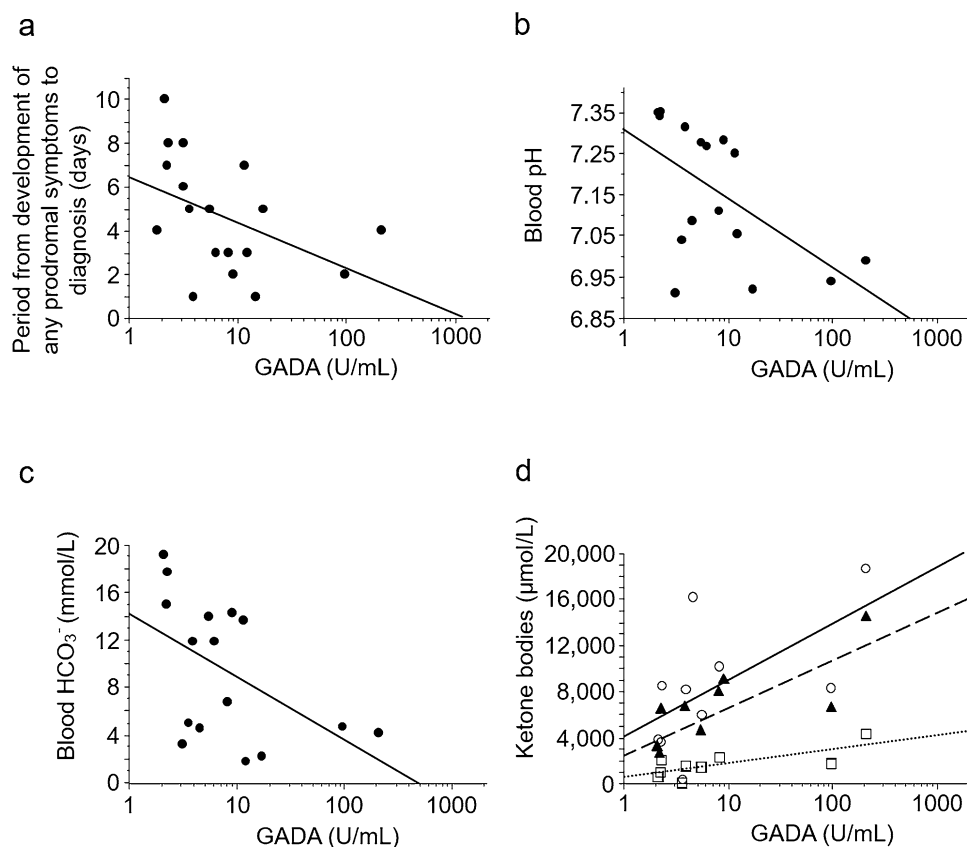 a
Period from development of
any prodromal symptoms to
diagnosis (days)
10
8
6
4
2
0
1
10
100
1000
GADA (U/mL)
b
Blood pH
7.35
7.25
7.15
7.05
6.95
6.85
1
10
100
1000
GADA (U/mL)
c
Blood HCO₃⁻ (mmol/L)
20
16
12
8
4
0
1
10
100
1000
GADA (U/mL)
d
Ketone bodies (μmol/L)
20,000
16,000
12,000
8,000
4,000
0
1
10
100
1000
GADA (U/mL)